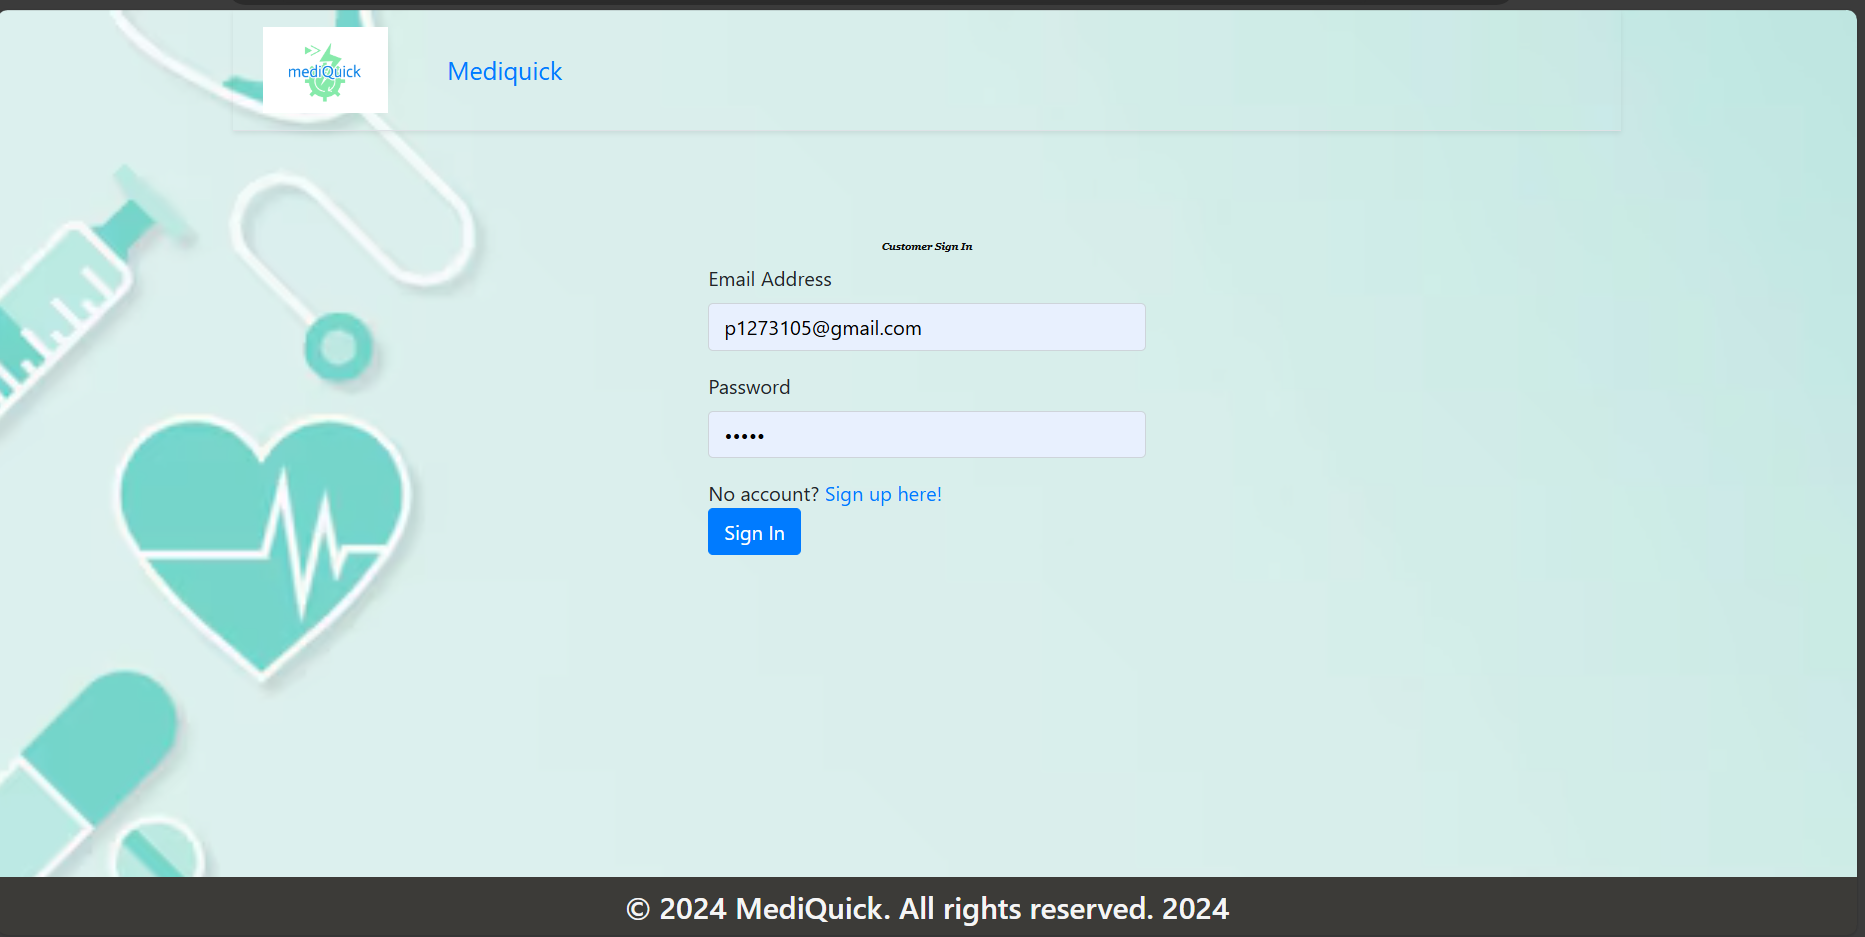 mediQuick
Mediquick
Customer Sign In
Email Address
p1273105@gmail.com
Password
•••••
No account? Sign up here!
Sign In
© 2024 MediQuick. All rights reserved. 2024